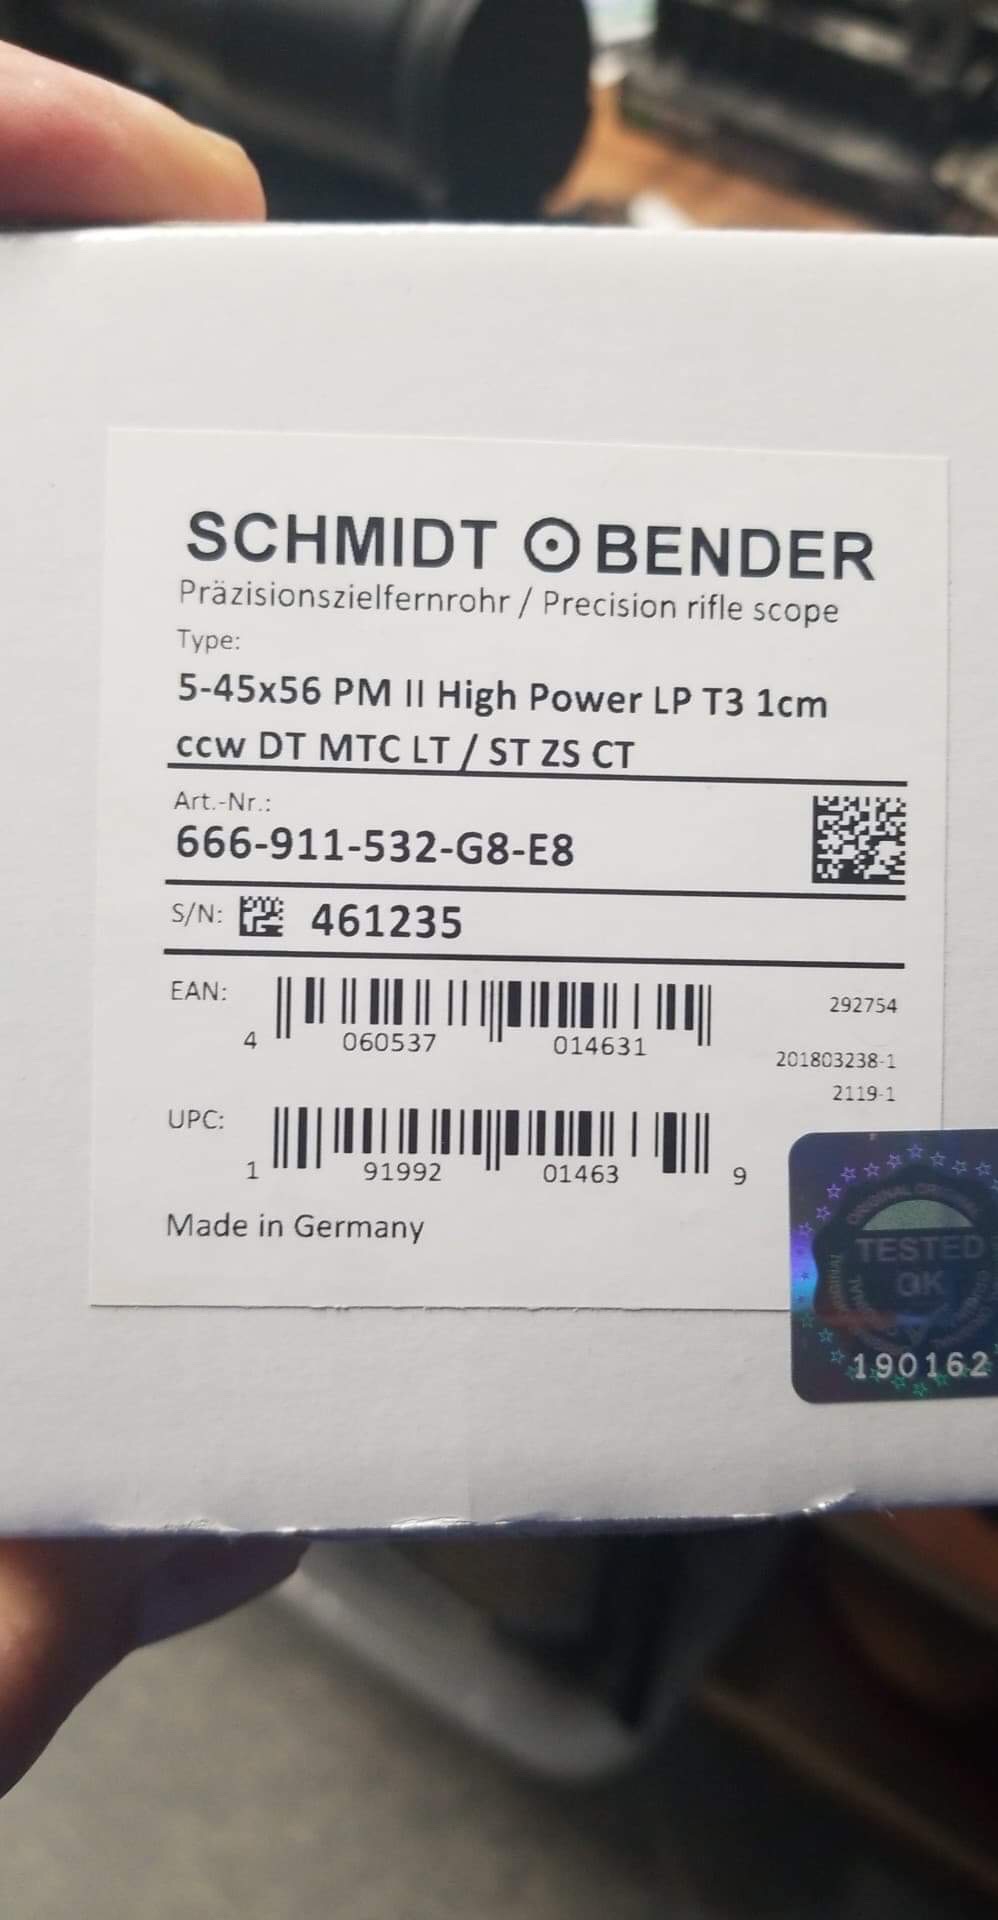 SCHMIDT BENDER
Präzisionszielfernrohr / Precision rifle scope
Type:
5-45x56 PM II High Power LP T3 1cm
ccw DT MTC LT / ST ZS CT
Art.-Nr.:
666-911-532-G8-E8
S/N: 461235
EAN:
4 060537 014631
292754
201803238-1
2119-1
UPC:
1 91992 01463 9
Made in Germany
ORIGINAL
TESTED
OK
190162